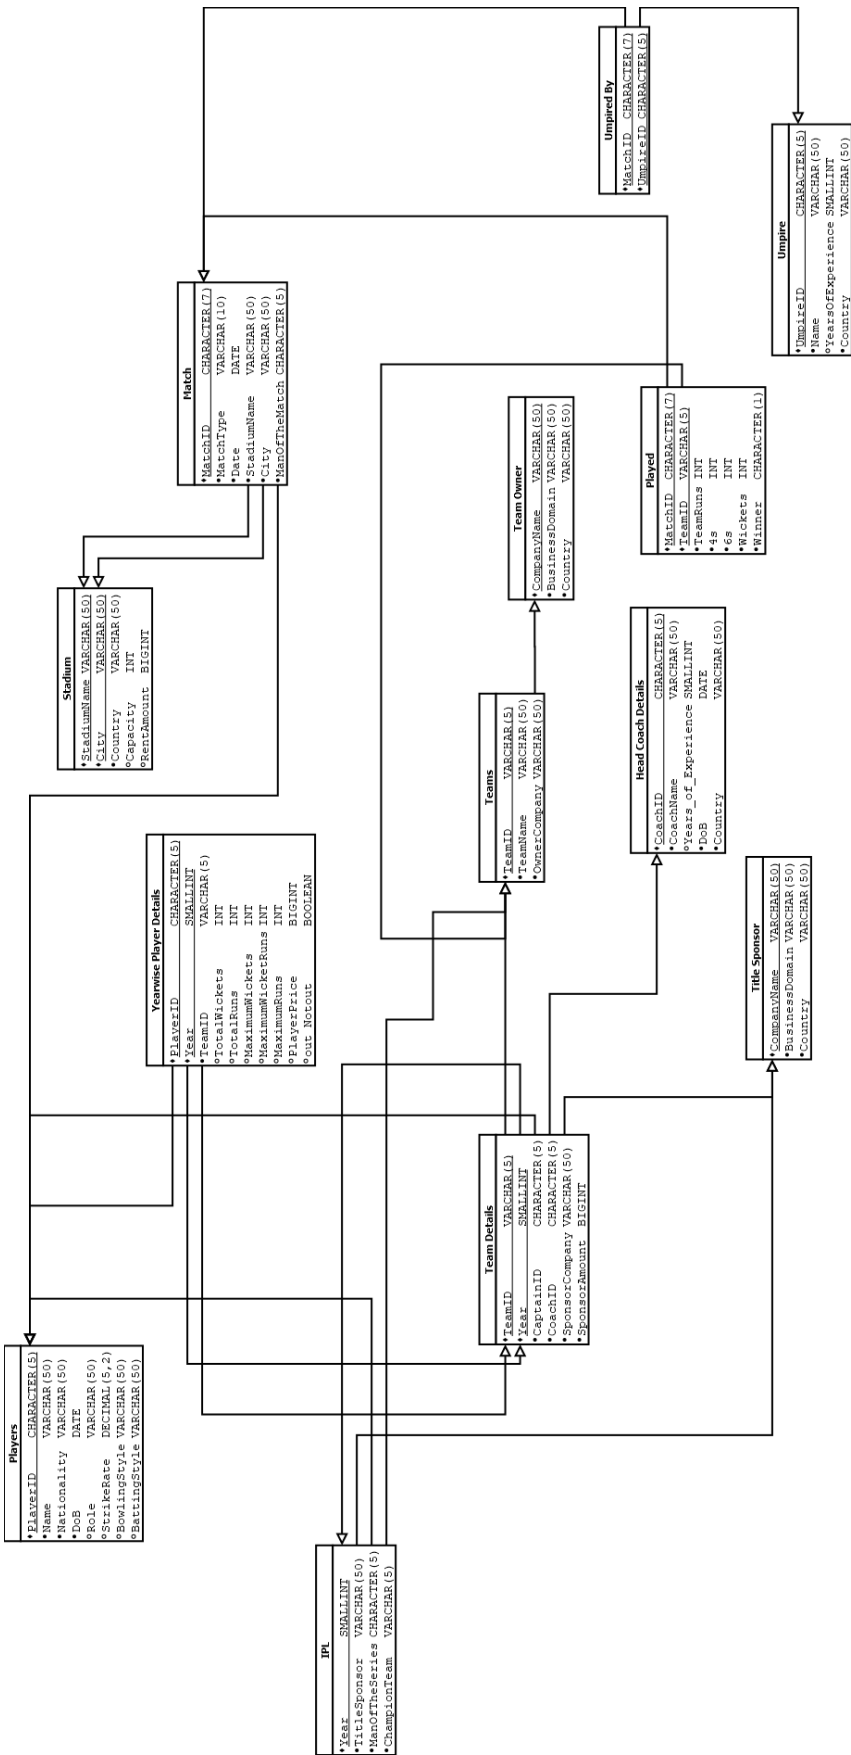 Players
PlayerID CHARACTER(5)
Name VARCHAR(50)
Nationality VARCHAR(50)
DoB DATE
Role VARCHAR(50)
StrikeRate DECIMAL(5,2)
BowlingStyle VARCHAR(50)
BattingStyle VARCHAR(50)
Yearwise Player Details
PlayerID CHARACTER(5)
Year SMALLINT
TeamID VARCHAR(5)
TotalWickets INT
TotalRuns INT
MaximumWickets INT
MaximumWicketRuns INT
MaximumRuns INT
PlayerPrice BIGINT
out_Notout BOOLEAN
Stadium
StadiumName VARCHAR(50)
City VARCHAR(50)
Country VARCHAR(50)
Capacity INT
RentAmount BIGINT
Match
MatchID CHARACTER(7)
MatchType VARCHAR(10)
Date DATE
StadiumName VARCHAR(50)
City VARCHAR(50)
ManOfTheMatch CHARACTER(5)
IPL
Year SMALLINT
TitleSponsor VARCHAR(50)
ManOfTheSeries CHARACTER(5)
ChampionTeam VARCHAR(5)
Team Details
TeamID VARCHAR(5)
Year SMALLINT
CaptainID CHARACTER(5)
CoachID CHARACTER(5)
SponsorCompany VARCHAR(50)
SponsorAmount BIGINT
Teams
TeamID VARCHAR(5)
TeamName VARCHAR(50)
OwnerCompany VARCHAR(50)
Team Owner
CompanyName VARCHAR(50)
BusinessDomain VARCHAR(50)
Country VARCHAR(50)
Umpired By
MatchID CHARACTER(7)
UmpireID CHARACTER(5)
Head Coach Details
CoachID CHARACTER(5)
CoachName VARCHAR(50)
Years_of_Experience SMALLINT
DoB DATE
Country VARCHAR(50)
Played
MatchID CHARACTER(7)
TeamID VARCHAR(5)
TeamRuns INT
4s INT
6s INT
Wickets INT
Winner CHARACTER(1)
Title Sponsor
CompanyName VARCHAR(50)
BusinessDomain VARCHAR(50)
Country VARCHAR(50)
Umpire
UmpireID CHARACTER(5)
Name VARCHAR(50)
YearsOfExperience SMALLINT
Country VARCHAR(50)